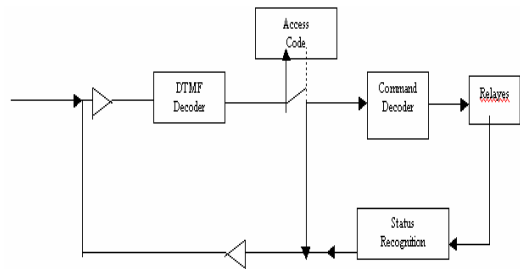 Access
Code
DTMF
Decoder
Command
Decoder
Relayes
Status
Recognition